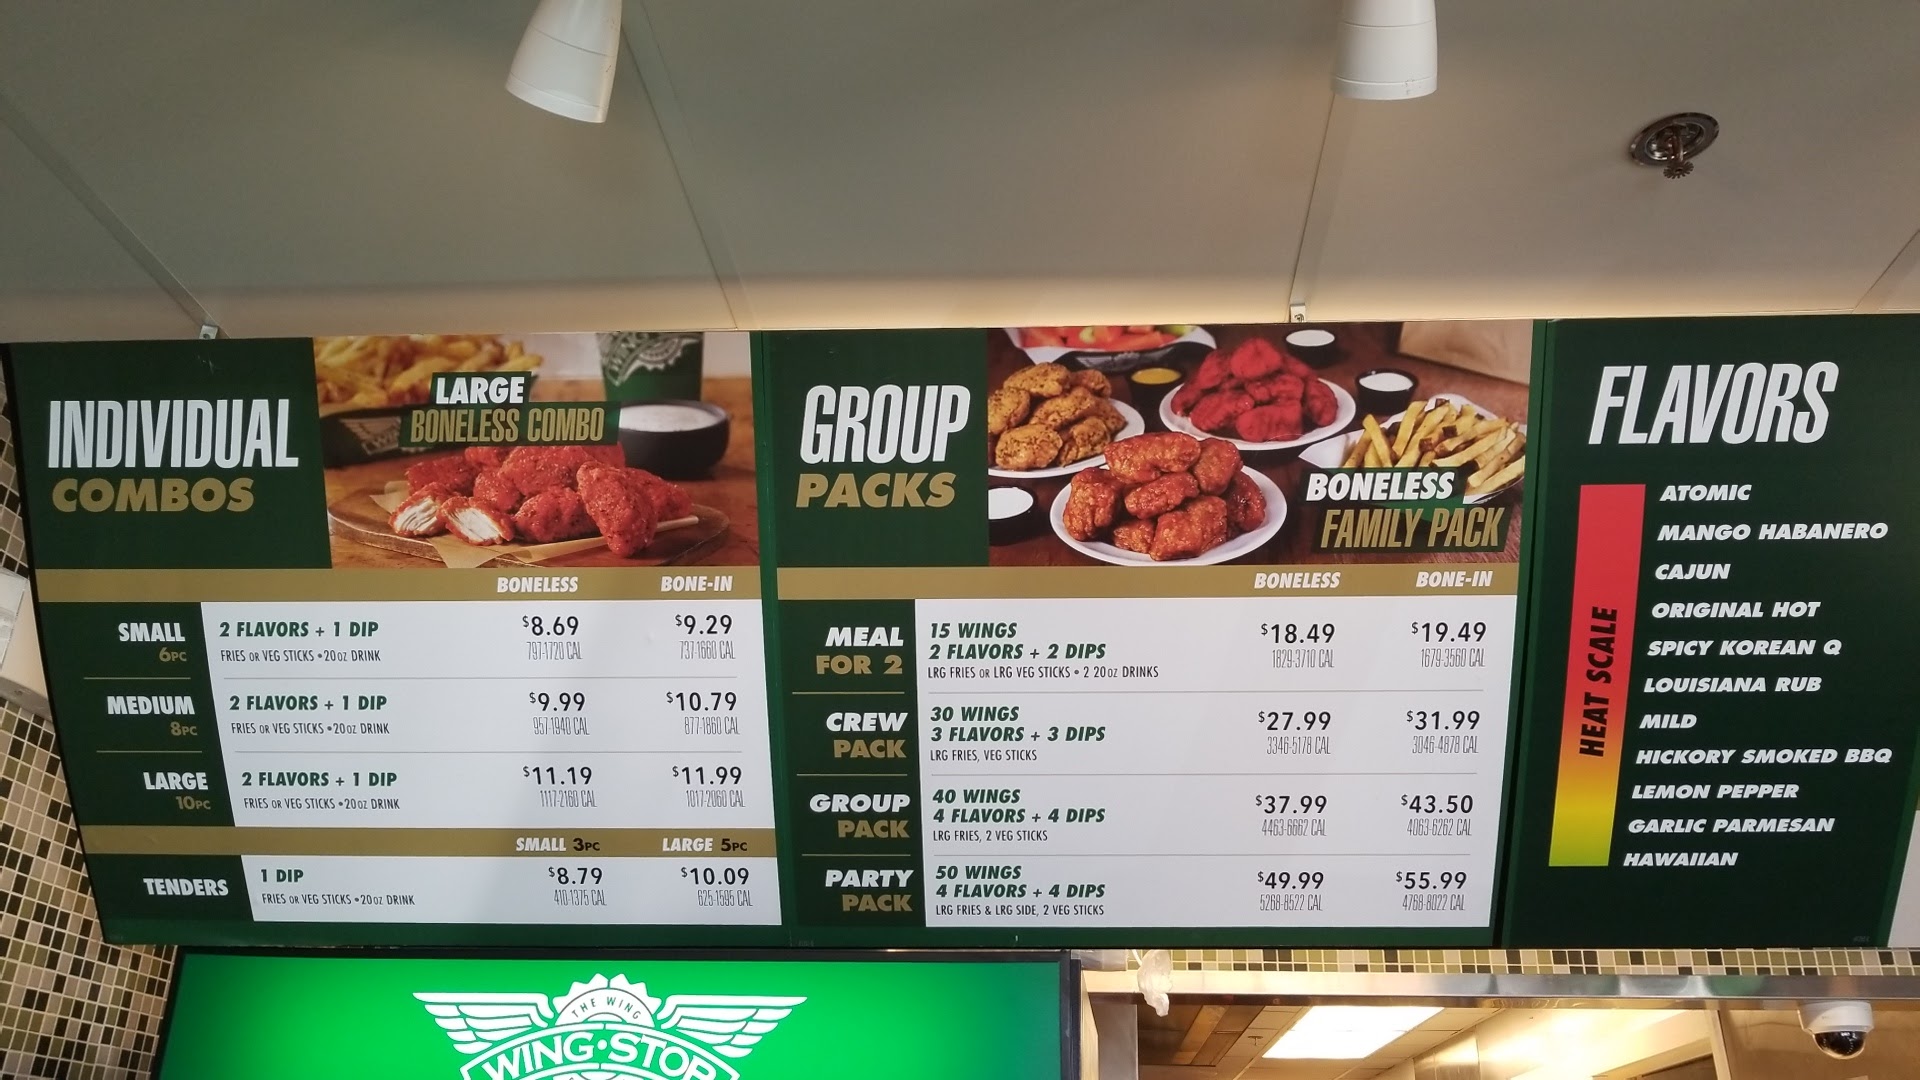 INDIVIDUAL
COMBOS
LARGE
BONELESS COMBO
BONELESS BONE-IN
SMALL 2 FLAVORS + 1 DIP $8.69 $9.29
6PC FRIES OR VEG STICKS • 20OZ DRINK 797-1720 CAL 737-1660 CAL
MEDIUM 2 FLAVORS + 1 DIP $9.99 $10.79
8PC FRIES OR VEG STICKS • 20OZ DRINK 957-1940 CAL 877-1860 CAL
LARGE 2 FLAVORS + 1 DIP $11.19 $11.99
10PC FRIES OR VEG STICKS • 20OZ DRINK 1117-2160 CAL 1017-2060 CAL
SMALL 3PC LARGE 5PC
TENDERS 1 DIP $8.79 $10.09
FRIES OR VEG STICKS • 20OZ DRINK 410-1375 CAL 625-1595 CAL
GROUP
PACKS
BONELESS
FAMILY PACK
BONELESS BONE-IN
MEAL 15 WINGS $18.49 $19.49
FOR 2 2 FLAVORS + 2 DIPS 1829-3710 CAL 1679-3560 CAL
LRG FRIES OR LRG VEG STICKS • 2 20OZ DRINKS
CREW 30 WINGS $27.99 $31.99
PACK 3 FLAVORS + 3 DIPS 3346-5178 CAL 3046-4878 CAL
LRG FRIES, VEG STICKS
GROUP 40 WINGS $37.99 $43.50
PACK 4 FLAVORS + 4 DIPS 4463-6662 CAL 4063-6262 CAL
LRG FRIES, 2 VEG STICKS
PARTY 50 WINGS $49.99 $55.99
PACK 4 FLAVORS + 4 DIPS 5268-8522 CAL 4768-8022 CAL
LRG FRIES & LRG SIDE, 2 VEG STICKS
FLAVORS
HEAT SCALE
ATOMIC
MANGO HABANERO
CAJUN
ORIGINAL HOT
SPICY KOREAN Q
LOUISIANA RUB
MILD
HICKORY SMOKED BBQ
LEMON PEPPER
GARLIC PARMESAN
HAWAIIAN
THE WING
WING•STOP